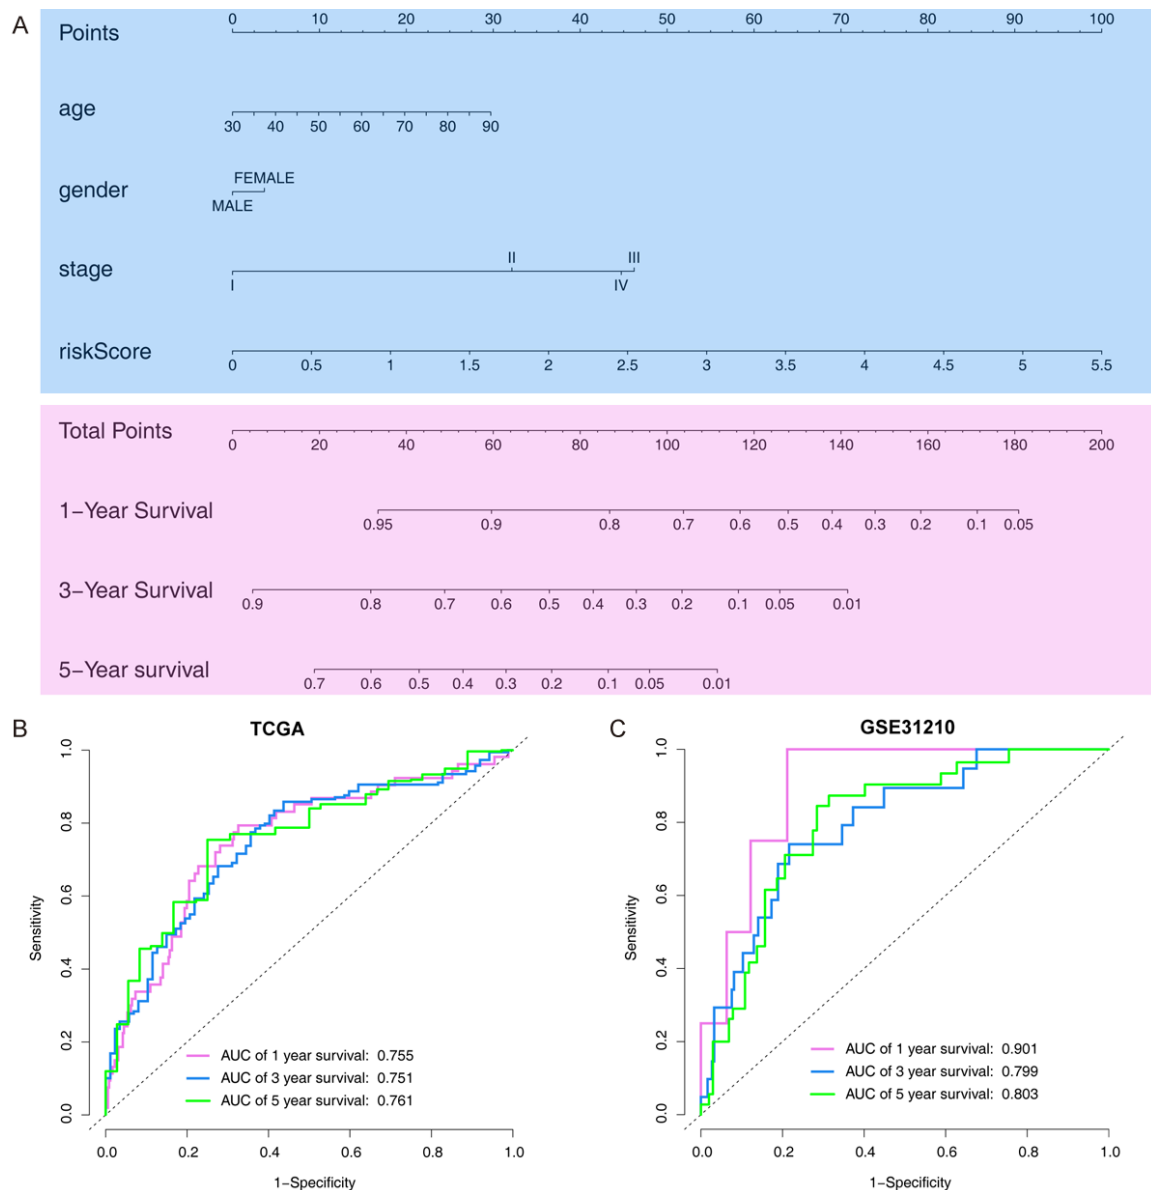 A
Points
0 10 20 30 40 50 60 70 80 90 100
age
30 40 50 60 70 80 90
gender
FEMALE
MALE
stage
II III
I IV
riskScore
0 0.5 1 1.5 2 2.5 3 3.5 4 4.5 5 5.5
Total Points
0 20 40 60 80 100 120 140 160 180 200
1−Year Survival
0.95 0.9 0.8 0.7 0.6 0.5 0.4 0.3 0.2 0.1 0.05
3−Year Survival
0.9 0.8 0.7 0.6 0.5 0.4 0.3 0.2 0.1 0.05 0.01
5−Year survival
0.7 0.6 0.5 0.4 0.3 0.2 0.1 0.05 0.01
B
TCGA
Sensitivity
0.0 0.2 0.4 0.6 0.8 1.0
AUC of 1 year survival: 0.755
AUC of 3 year survival: 0.751
AUC of 5 year survival: 0.761
0.0 0.2 0.4 0.6 0.8 1.0
1−Specificity
C
GSE31210
Sensitivity
0.0 0.2 0.4 0.6 0.8 1.0
AUC of 1 year survival: 0.901
AUC of 3 year survival: 0.799
AUC of 5 year survival: 0.803
0.0 0.2 0.4 0.6 0.8 1.0
1−Specificity